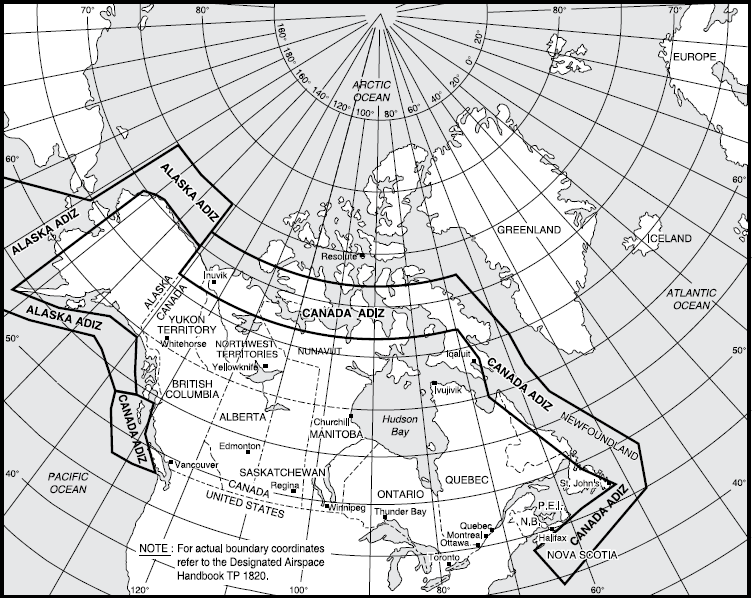 70°
80°
80°
70°
EUROPE
160°
180°
160°
140°
120°
100°
80°
60°
40°
20°
0°
20°
ARCTIC
OCEAN
60°
60°
ALASKA ADIZ
ALASKA ADIZ
GREENLAND
ICELAND
Resolute
Inuvik
ALASKA
CANADA
ATLANTIC
OCEAN
ALASKA ADIZ
CANADA ADIZ
YUKON
TERRITORY
Whitehorse
NORTHWEST
TERRITORIES
NUNAVUT
Yellowknife
Iqaluit
50°
50°
CANADA ADIZ
BRITISH
COLUMBIA
Ivujivik
CANADA ADIZ
ALBERTA
Churchill
MANITOBA
Hudson
Bay
NEWFOUNDLAND
Edmonton
Vancouver
SASKATCHEWAN
Regina
QUEBEC
St. John's
40°
40°
PACIFIC
OCEAN
CANADA
UNITED STATES
ONTARIO
Winnipeg
Thunder Bay
P.E.I.
N.B.
CANADA ADIZ
Quebec
Montreal
Ottawa
Halifax
NOVA SCOTIA
Toronto
NOTE : For actual boundary coordinates
refer to the Designated Airspace
Handbook TP 1820.
120°
100°
80°
60°